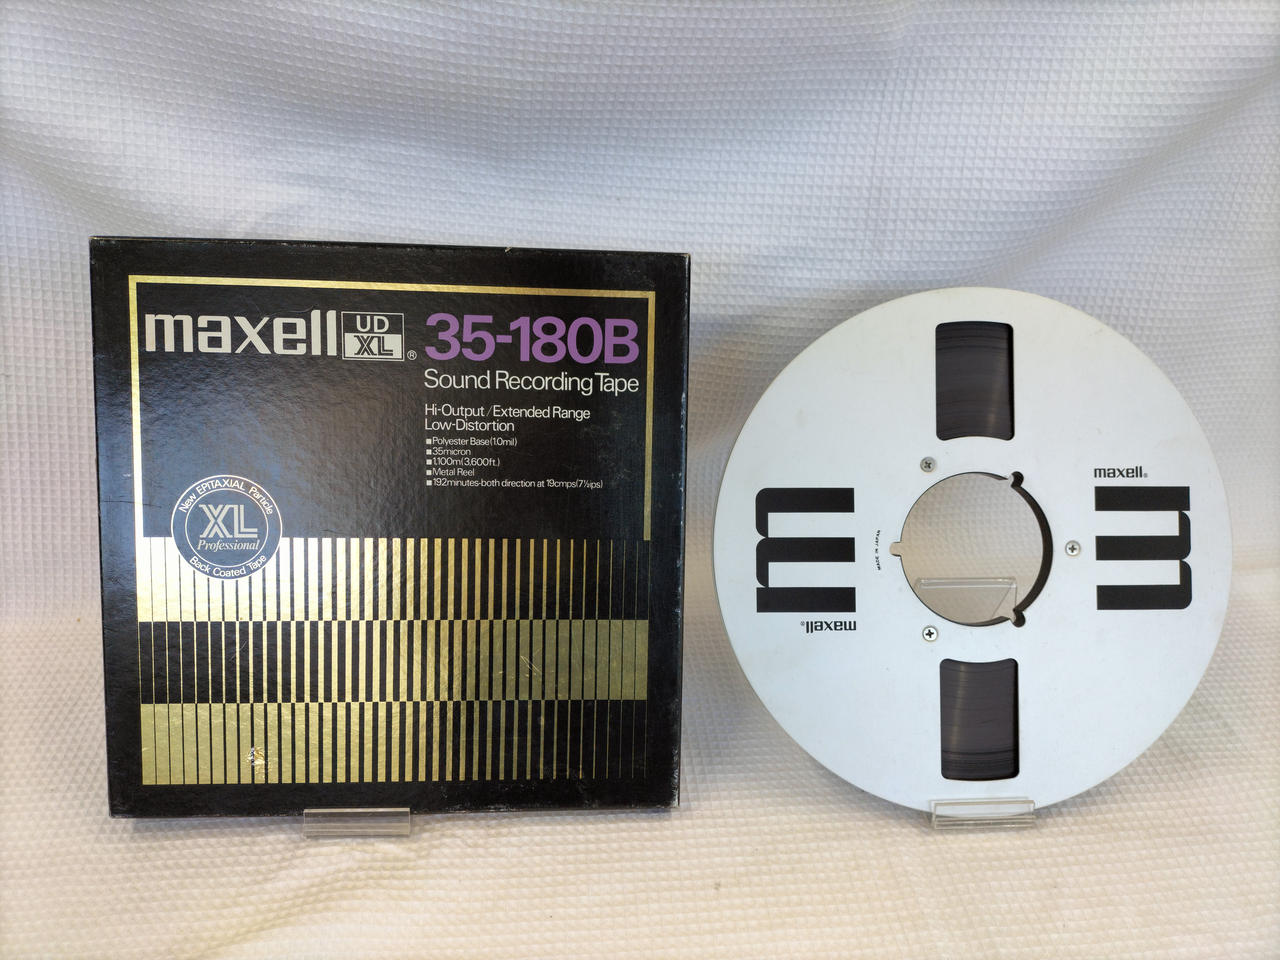 maxell UD XL ® 35-180B
Sound Recording Tape
Hi-Output/Extended Range
Low-Distortion
■Polyester Base(1.0mil)
■35micron
■1,100m(3,600ft.)
■Metal Reel
■192minutes-both direction at 19cmps(7½ips)
New EPITAXIAL Particle
XL
Professional
Back Coated Tape
maxell®
m
MADE IN JAPAN
m
maxell®